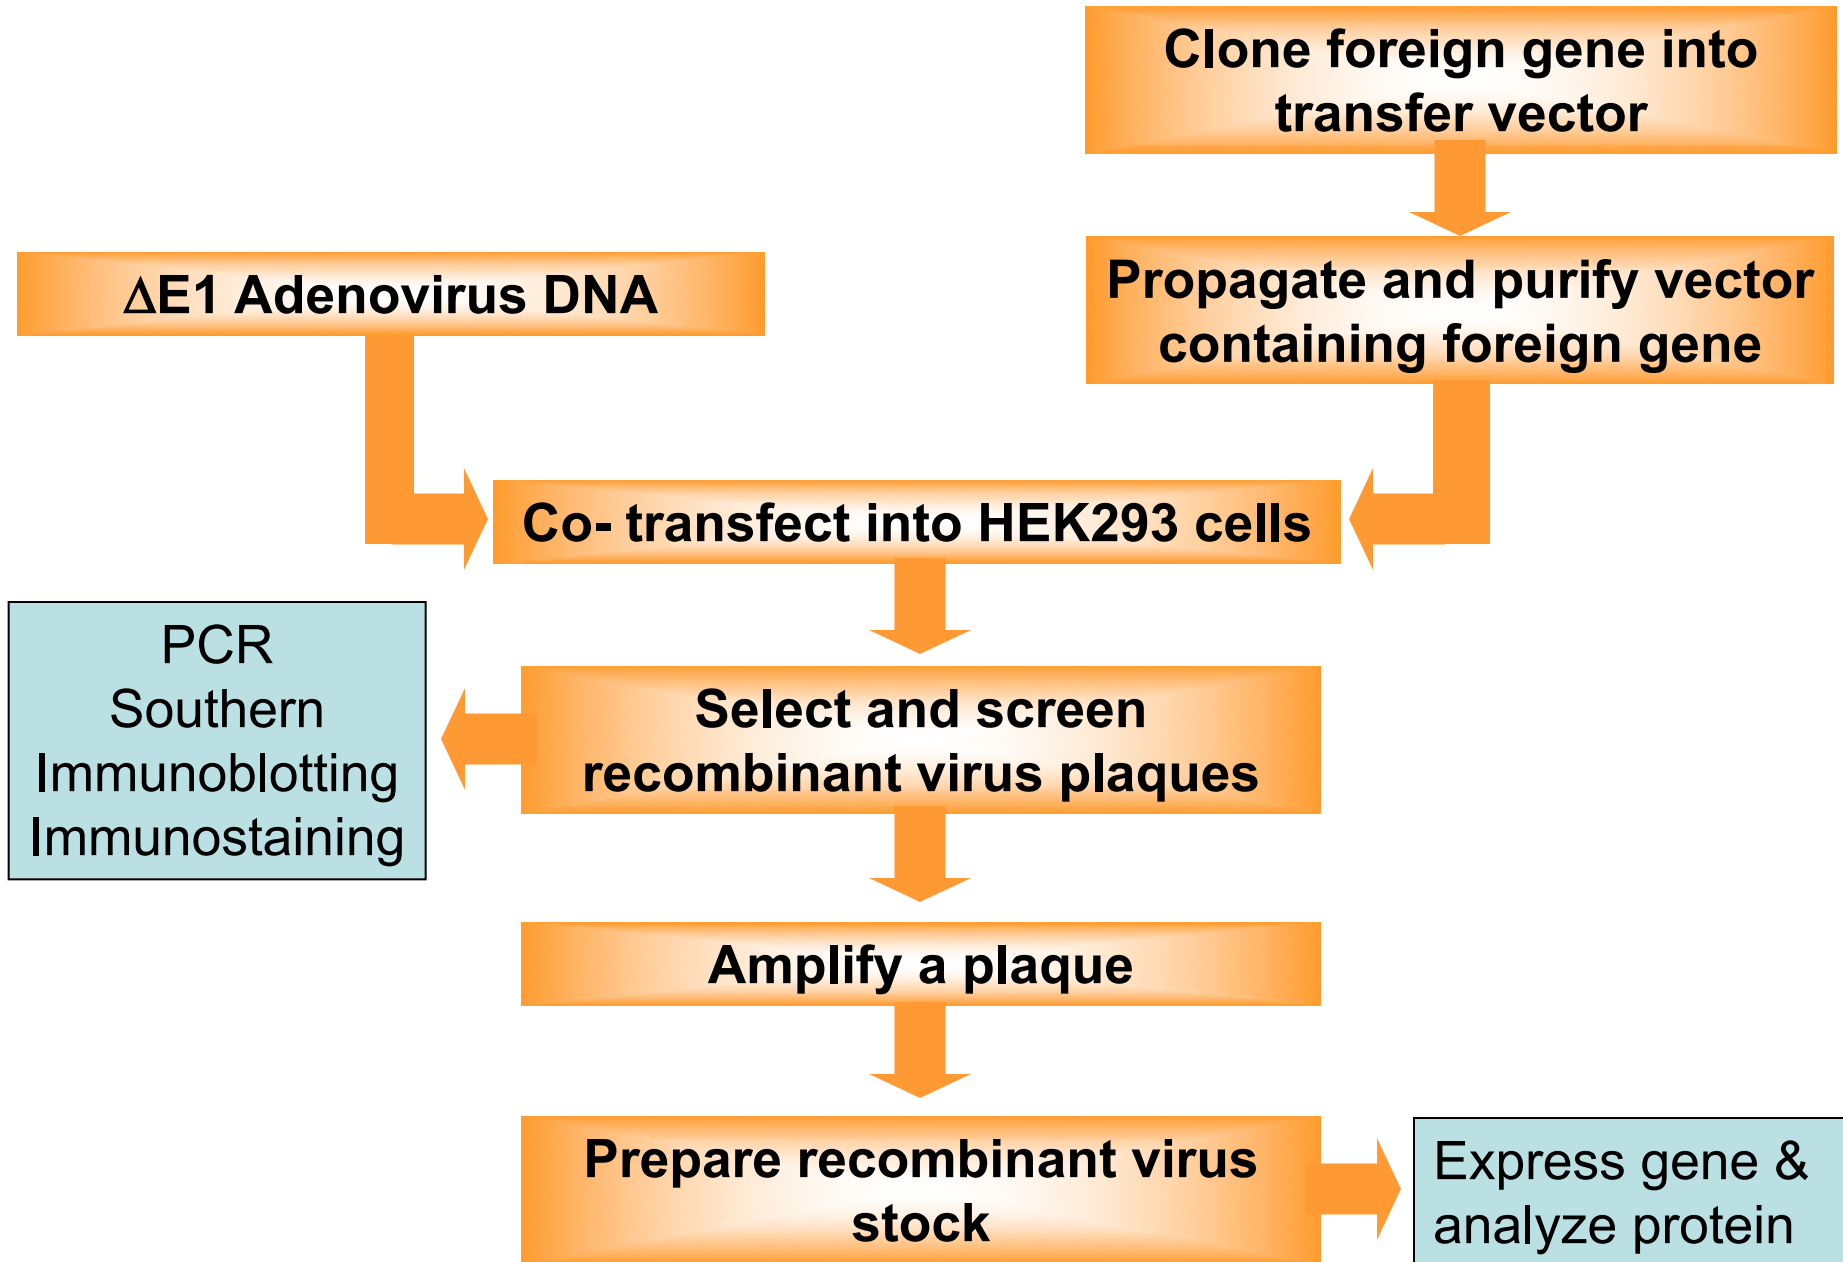 Clone foreign gene into
transfer vector
ΔE1 Adenovirus DNA
Propagate and purify vector
containing foreign gene
Co- transfect into HEK293 cells
PCR
Southern
Immunoblotting
Immunostaining
Select and screen
recombinant virus plaques
Amplify a plaque
Prepare recombinant virus
stock
Express gene &
analyze protein